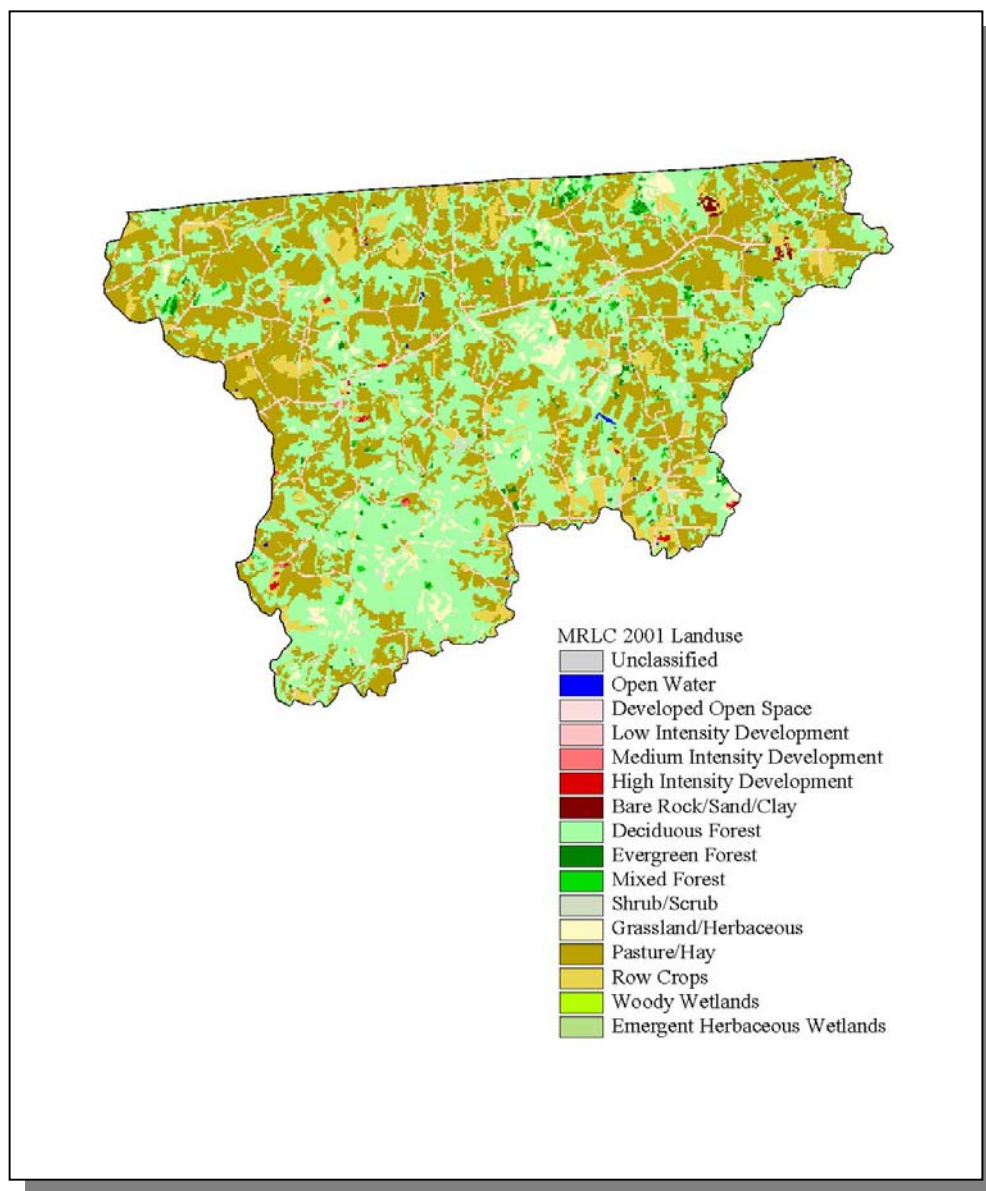 MRLC 2001 Landuse
Unclassified
Open Water
Developed Open Space
Low Intensity Development
Medium Intensity Development
High Intensity Development
Bare Rock/Sand/Clay
Deciduous Forest
Evergreen Forest
Mixed Forest
Shrub/Scrub
Grassland/Herbaceous
Pasture/Hay
Row Crops
Woody Wetlands
Emergent Herbaceous Wetlands